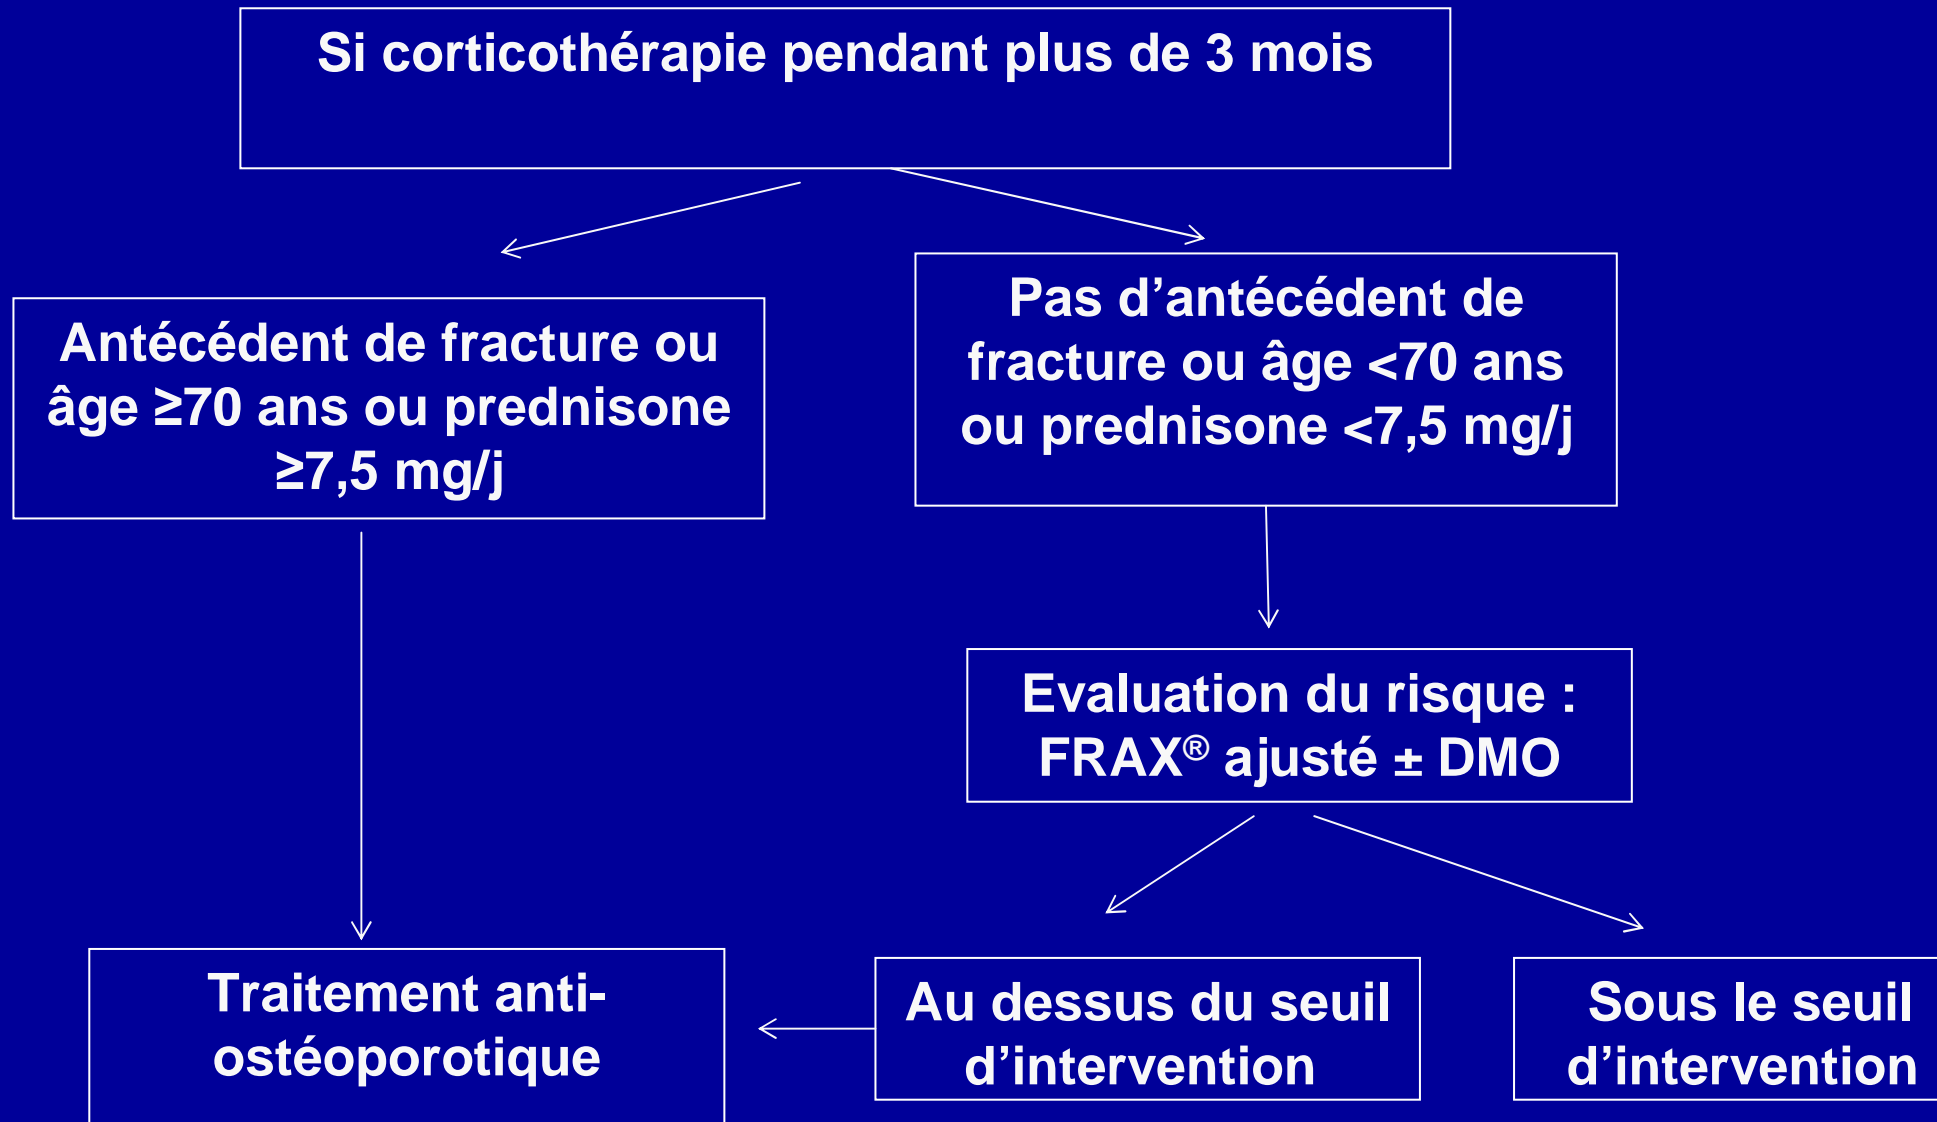 Si corticothérapie pendant plus de 3 mois
Antécédent de fracture ou
âge ≥70 ans ou prednisone
≥7,5 mg/j
Pas d’antécédent de
fracture ou âge <70 ans
ou prednisone <7,5 mg/j
Evaluation du risque :
FRAX® ajusté ± DMO
Traitement anti-
ostéoporotique
Au dessus du seuil
d’intervention
Sous le seuil
d’intervention